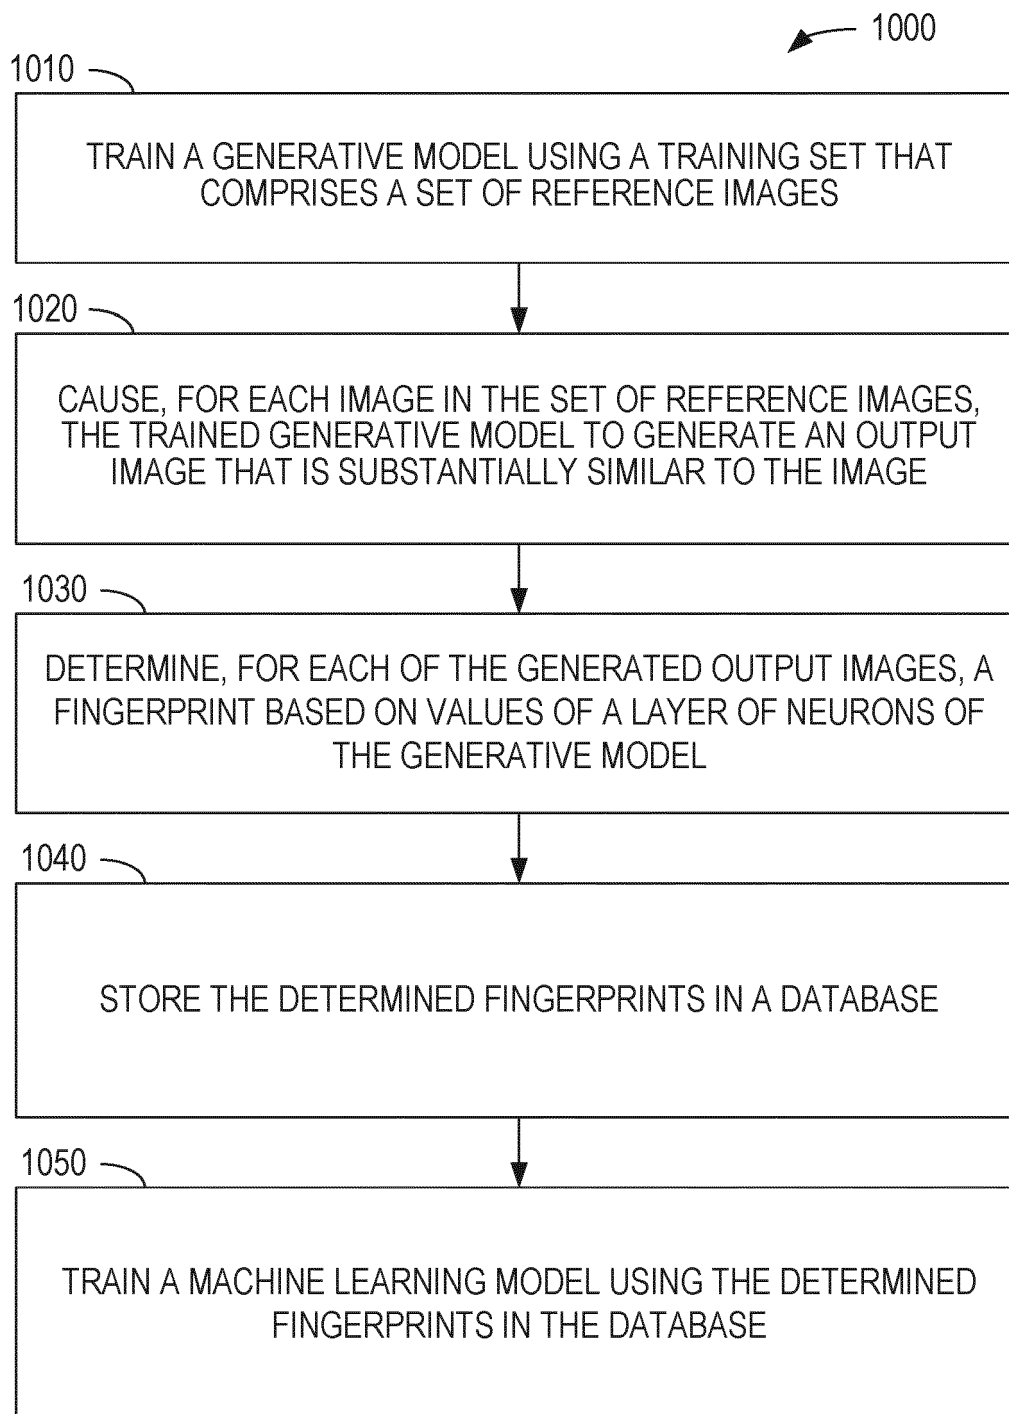 1000
1010
TRAIN A GENERATIVE MODEL USING A TRAINING SET THAT
COMPRISES A SET OF REFERENCE IMAGES
1020
CAUSE, FOR EACH IMAGE IN THE SET OF REFERENCE IMAGES,
THE TRAINED GENERATIVE MODEL TO GENERATE AN OUTPUT
IMAGE THAT IS SUBSTANTIALLY SIMILAR TO THE IMAGE
1030
DETERMINE, FOR EACH OF THE GENERATED OUTPUT IMAGES, A
FINGERPRINT BASED ON VALUES OF A LAYER OF NEURONS OF
THE GENERATIVE MODEL
1040
STORE THE DETERMINED FINGERPRINTS IN A DATABASE
1050
TRAIN A MACHINE LEARNING MODEL USING THE DETERMINED
FINGERPRINTS IN THE DATABASE